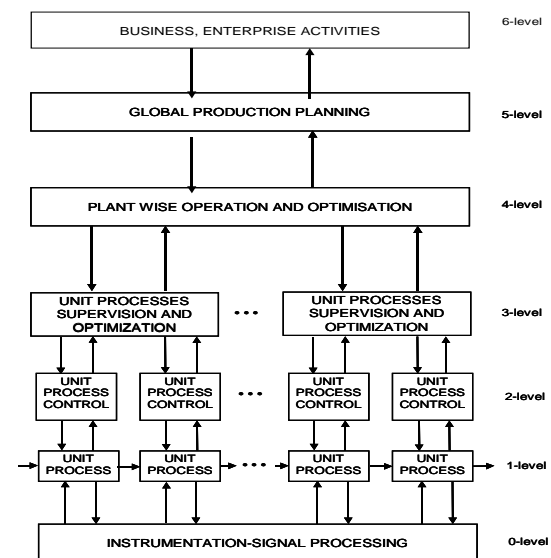 BUSINESS, ENTERPRISE ACTIVITIES
6-level
GLOBAL PRODUCTION PLANNING
5-level
PLANT WISE OPERATION AND OPTIMISATION
4-level
UNIT PROCESSES
SUPERVISION AND
OPTIMIZATION
...
UNIT PROCESSES
SUPERVISION AND
OPTIMIZATION
3-level
UNIT
PROCESS
CONTROL
UNIT
PROCESS
CONTROL
...
UNIT
PROCESS
CONTROL
UNIT
PROCESS
CONTROL
2-level
UNIT
PROCESS
UNIT
PROCESS
...
UNIT
PROCESS
UNIT
PROCESS
1-level
INSTRUMENTATION-SIGNAL PROCESSING
0-level